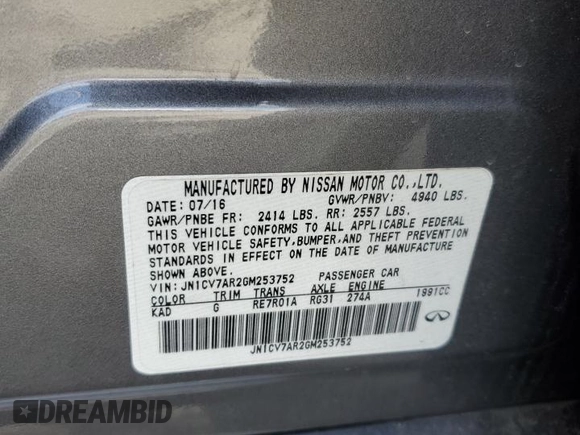 MANUFACTURED BY NISSAN MOTOR CO.,LTD.
DATE: 07/16 GVWR/PNBV: 4940 LBS.
GAWR/PNBE FR: 2414 LBS. RR: 2557 LBS.
THIS VEHICLE CONFORMS TO ALL APPLICABLE FEDERAL
MOTOR VEHICLE SAFETY,BUMPER,AND THEFT PREVENTION
STANDARDS IN EFFECT ON THE DATE OF MANUFACTURE
SHOWN ABOVE.
VIN: JN1CV7AR2GM253752 PASSENGER CAR
COLOR TRIM TRANS AXLE ENGINE
KAD G RE7R01A RG31 274A 1991CC
JN1CV7AR2GM253752
DREAMBID